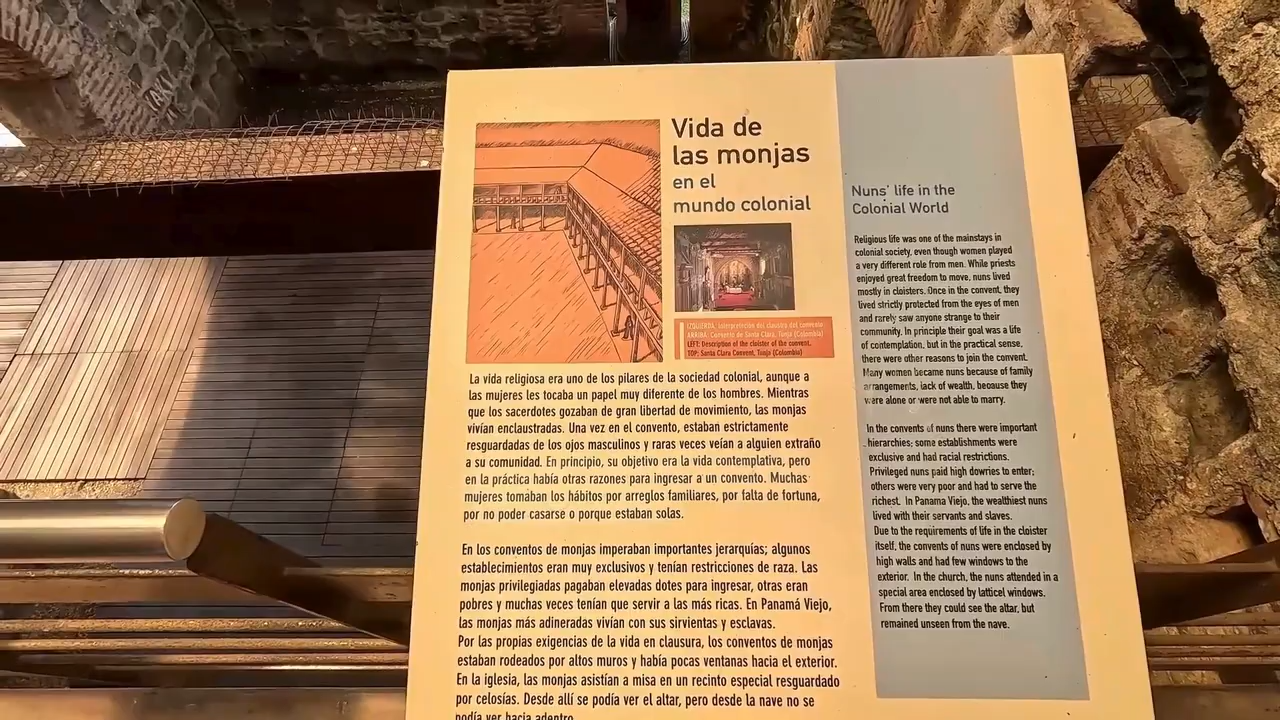 Vida de
las monjas
en el
mundo colonial
IZQUIERDA, Interpretación del claustro del convento
ARRIBA: Convento de Santa Clara, Tunja (Colombia)
LEFT: Description of the cloister of the convent.
TOP: Santa Clara Convent, Tunja (Colombia)
La vida religiosa era uno de los pilares de la sociedad colonial, aunque a
las mujeres les tocaba un papel muy diferente de los hombres. Mientras
que los sacerdotes gozaban de gran libertad de movimiento, las monjas
vivían enclaustradas. Una vez en el convento, estaban estrictamente
resguardadas de los ojos masculinos y raras veces veían a alguien extraño
a su comunidad. En principio, su objetivo era la vida contemplativa, pero
en la práctica había otras razones para ingresar a un convento. Muchas
mujeres tomaban los hábitos por arreglos familiares, por falta de fortuna,
por no poder casarse o porque estaban solas.
En los conventos de monjas imperaban importantes jerarquías; algunos
establecimientos eran muy exclusivos y tenían restricciones de raza. Las
monjas privilegiadas pagaban elevadas dotes para ingresar, otras eran
pobres y muchas veces tenían que servir a las más ricas. En Panamá Viejo,
las monjas más adineradas vivían con sus sirvientas y esclavas.
Por las propias exigencias de la vida en clausura, los conventos de monjas
estaban rodeados por altos muros y había pocas ventanas hacia el exterior.
En la iglesia, las monjas asistían a misa en un recinto especial resguardado
por celosías. Desde allí se podía ver el altar, pero desde la nave no se
podía ver hacia adentro.
Nuns' life in the
Colonial World
Religious life was one of the mainstays in
colonial society, even though women played
a very different role from men. While priests
enjoyed great freedom to move, nuns lived
mostly in cloisters. Once in the convent, they
lived strictly protected from the eyes of men
and rarely saw anyone strange to their
community. In principle their goal was a life
of contemplation, but in the practical sense,
there were other reasons to join the convent.
Many women became nuns because of family
arrangements, lack of wealth, because they
were alone or were not able to marry.
In the convents of nuns there were important
hierarchies; some establishments were
exclusive and had racial restrictions.
Privileged nuns paid high dowries to enter;
others were very poor and had to serve the
richest. In Panama Viejo, the wealthiest nuns
lived with their servants and slaves.
Due to the requirements of life in the cloister
itself, the convents of nuns were enclosed by
high walls and had few windows to the
exterior. In the church, the nuns attended in a
special area enclosed by latticel windows.
From there they could see the altar, but
remained unseen from the nave.